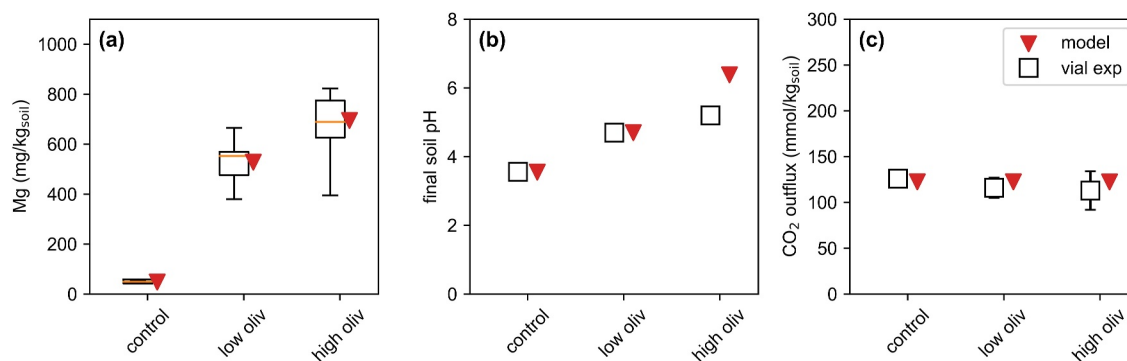 (a)
Mg (mg/kgsoil)
1000
800
600
400
200
0
control
low oliv
high oliv
(b)
final soil pH
8
6
4
2
0
control
low oliv
high oliv
(c)
CO2 outflux (mmol/kgsoil)
300
250
200
150
100
50
0
model
vial exp
control
low oliv
high oliv